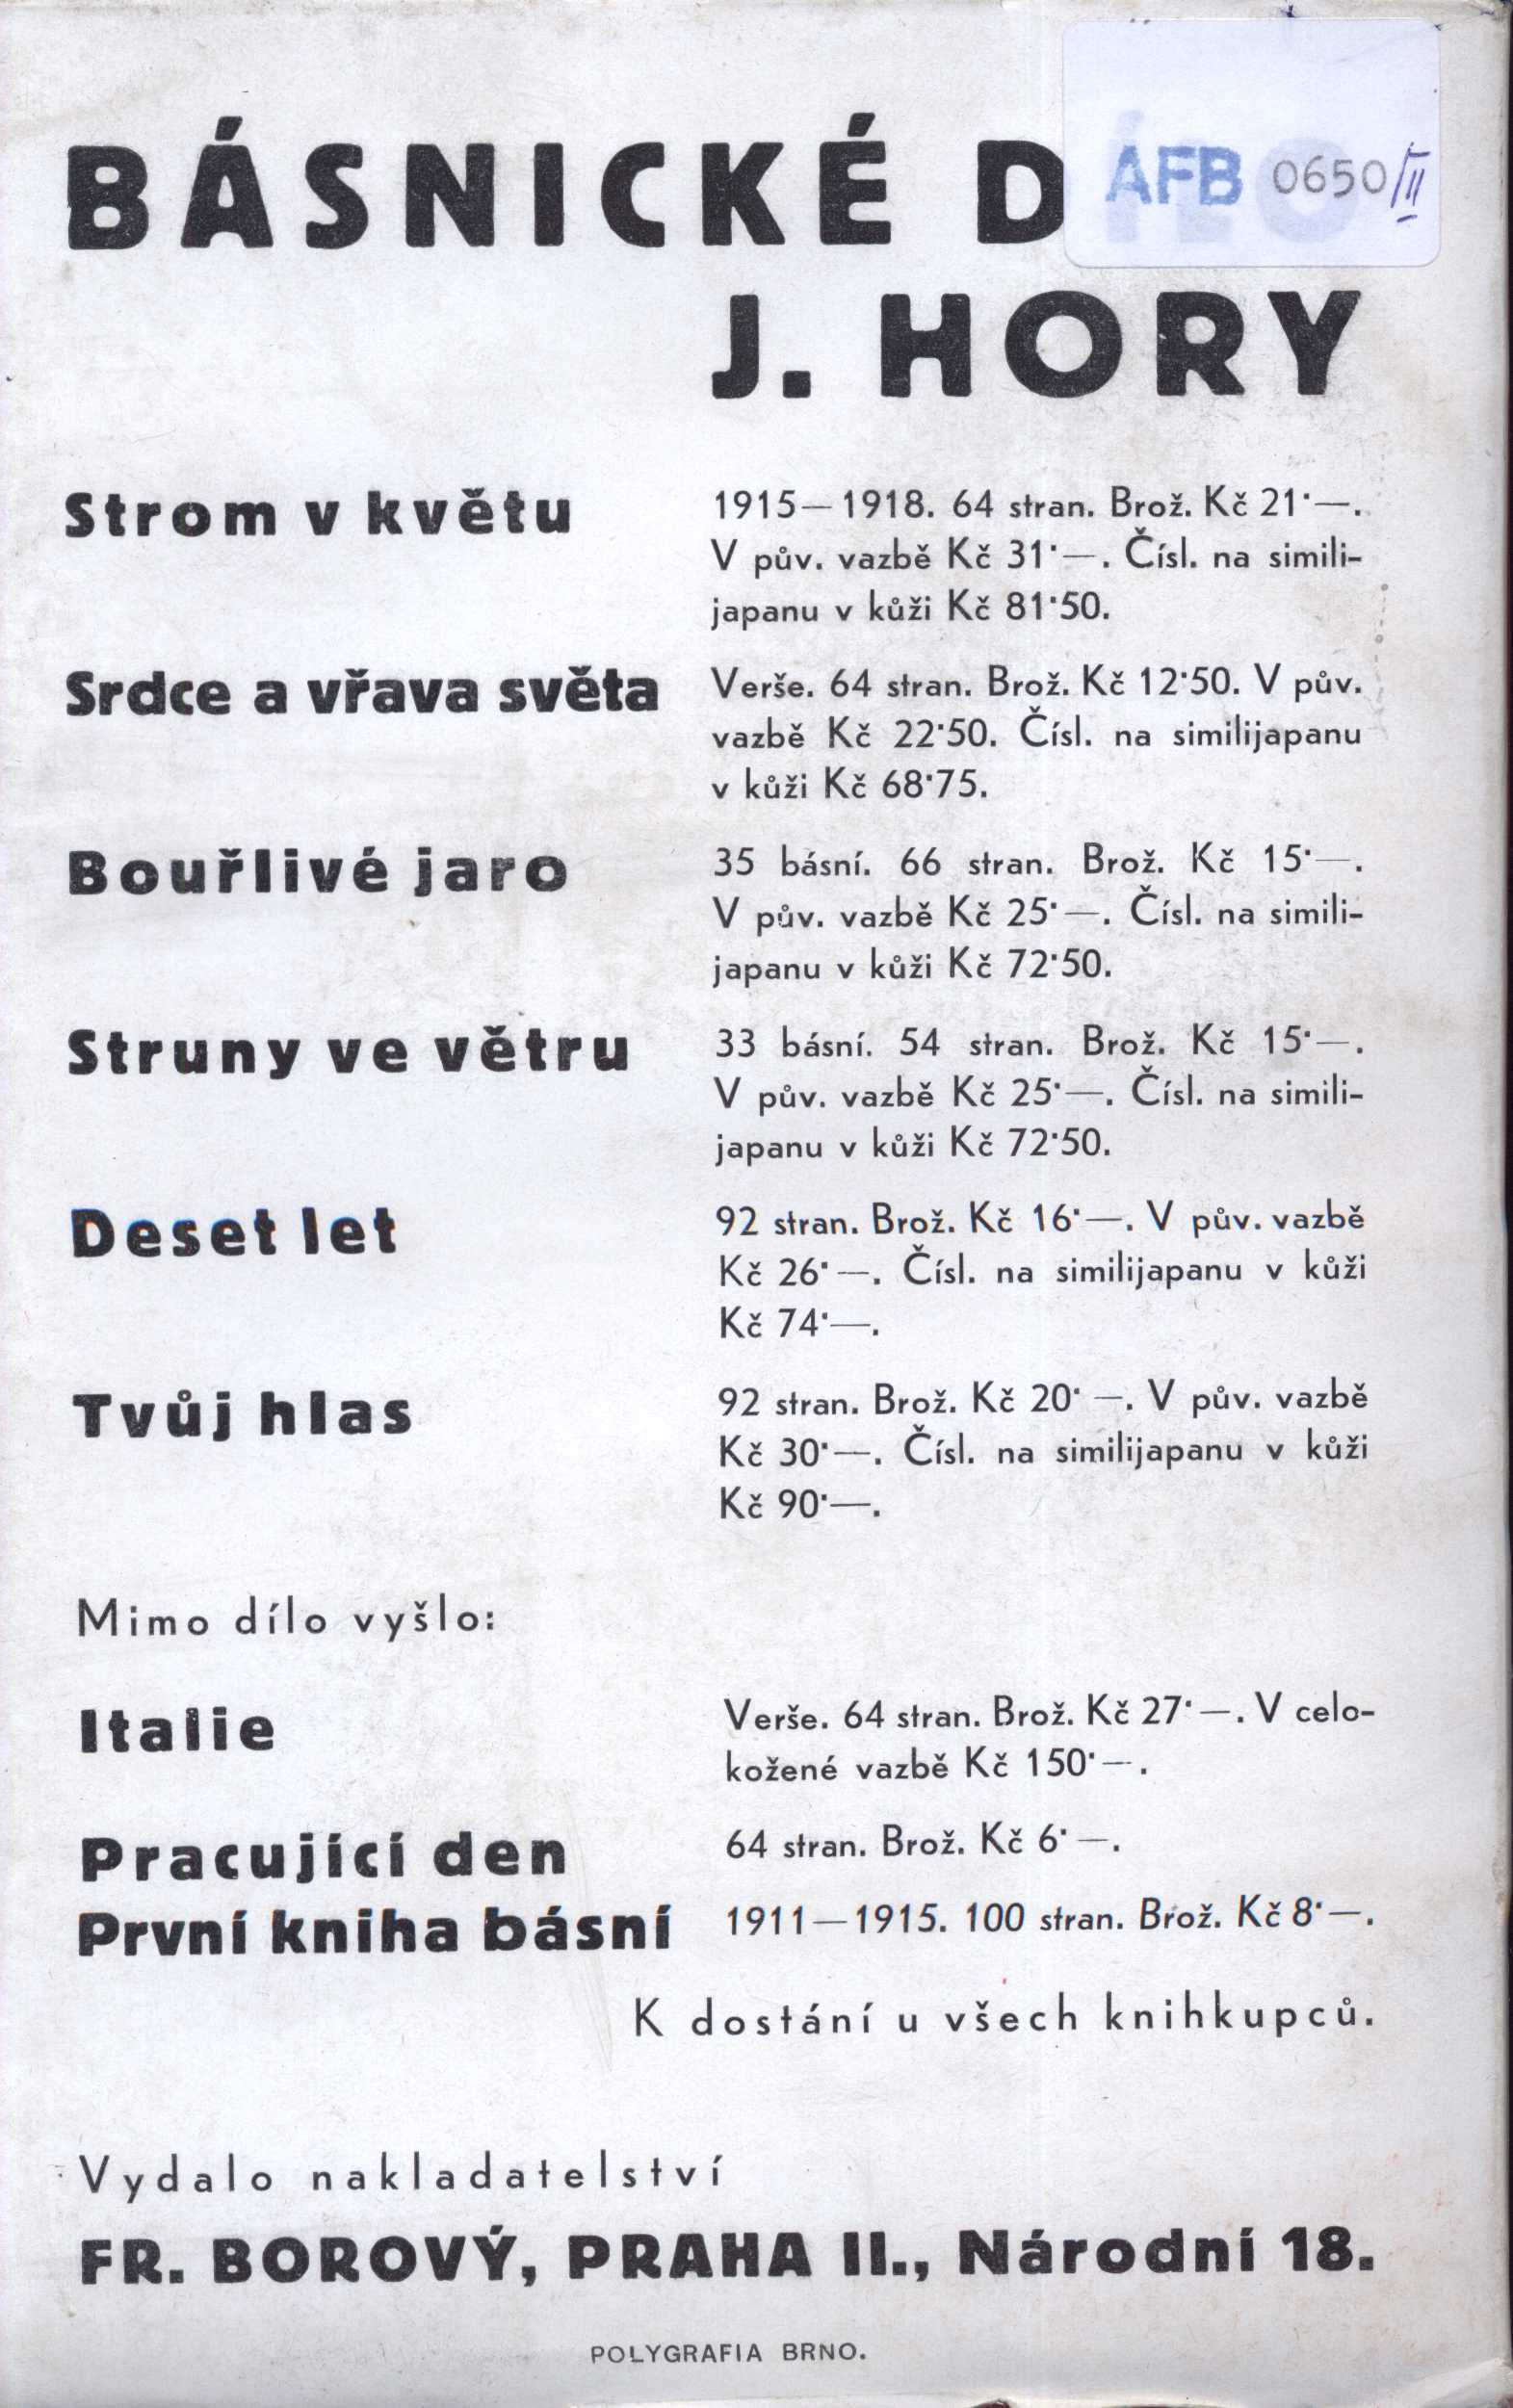 BÁSNICKÉ DÍLO
AFB 0650/II
J. HORY
Strom v květu
1915—1918. 64 stran. Brož. Kč 21·—.
V pův. vazbě Kč 31·—. Čísl. na simili-
japanu v kůži Kč 81·50.
Srdce a vřava světa
Verše. 64 stran. Brož. Kč 12·50. V pův.
vazbě Kč 22·50. Čísl. na similijapanu
v kůži Kč 68·75.
Bouřlivé jaro
35 básní. 66 stran. Brož. Kč 15·—.
V pův. vazbě Kč 25·—. Čísl. na simili-
japanu v kůži Kč 72·50.
Struny ve větru
33 básní. 54 stran. Brož. Kč 15·—.
V pův. vazbě Kč 25·—. Čísl. na simili-
japanu v kůži Kč 72·50.
Deset let
92 stran. Brož. Kč 16·—. V pův. vazbě
Kč 26·—. Čísl. na similijapanu v kůži
Kč 74·—.
Tvůj hlas
92 stran. Brož. Kč 20·—. V pův. vazbě
Kč 30·—. Čísl. na similijapanu v kůži
Kč 90·—.
Mimo dílo vyšlo:
Italie
Verše. 64 stran. Brož. Kč 27·—. V celo-
kožené vazbě Kč 150·—.
Pracující den
64 stran. Brož. Kč 6·—.
První kniha básní
1911—1915. 100 stran. Brož. Kč 8·—.
K dostání u všech knihkupců.
Vydalo nakladatelství
FR. BOROVÝ, PRAHA II., Národní 18.
POLYGRAFIA BRNO.